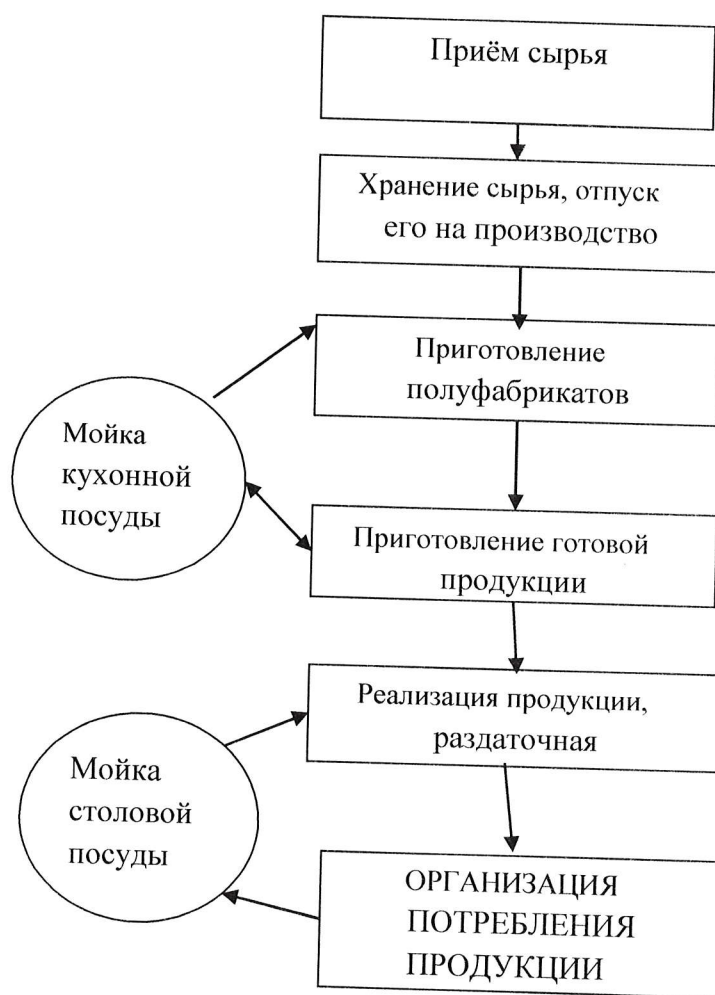 Приём сырья
Хранение сырья, отпуск
его на производство
Приготовление
полуфабрикатов
Мойка
кухонной
посуды
Приготовление готовой
продукции
Реализация продукции,
раздаточная
Мойка
столовой
посуды
ОРГАНИЗАЦИЯ
ПОТРЕБЛЕНИЯ
ПРОДУКЦИИ